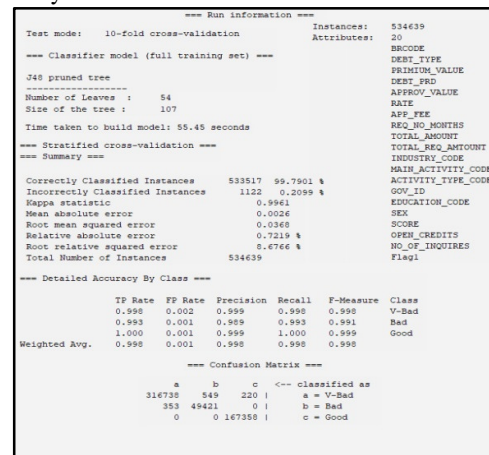 === Run information ===
Test mode: 10-fold cross-validation
=== Classifier model (full training set) ===
J48 pruned tree
------------------
Number of Leaves : 54
Size of the tree : 107
Time taken to build model: 55.45 seconds
=== Stratified cross-validation ===
=== Summary ===
Correctly Classified Instances 533517 99.7901 %
Incorrectly Classified Instances 1122 0.2099 %
Kappa statistic 0.9961
Mean absolute error 0.0026
Root mean squared error 0.0368
Relative absolute error 0.7219 %
Root relative squared error 8.6766 %
Total Number of Instances 534639
Instances: 534639
Attributes: 20
BRCODE
DEBT_TYPE
PRIMIUM_VALUE
DEBT_PRD
APPROV_VALUE
RATE
APP_FEE
REQ_NO_MONTHS
TOTAL_AMOUNT
TOTAL_REQ_AMTOUNT
INDUSTRY_CODE
MAIN_ACTIVITY_CODE
ACTIVITY_TYPE_CODE
GOV_ID
EDUCATION_CODE
SEX
SCORE
OPEN_CREDITS
NO_OF_INQUIRES
Flag1
=== Detailed Accuracy By Class ===
TP Rate FP Rate Precision Recall F-Measure Class
0.998 0.002 0.999 0.998 0.998 V-Bad
0.993 0.001 0.989 0.993 0.991 Bad
1.000 0.001 0.999 1.000 0.999 Good
Weighted Avg. 0.998 0.001 0.998 0.998 0.998
=== Confusion Matrix ===
a b c <-- classified as
316738 549 220 | a = V-Bad
353 49421 0 | b = Bad
0 0 167358 | c = Good